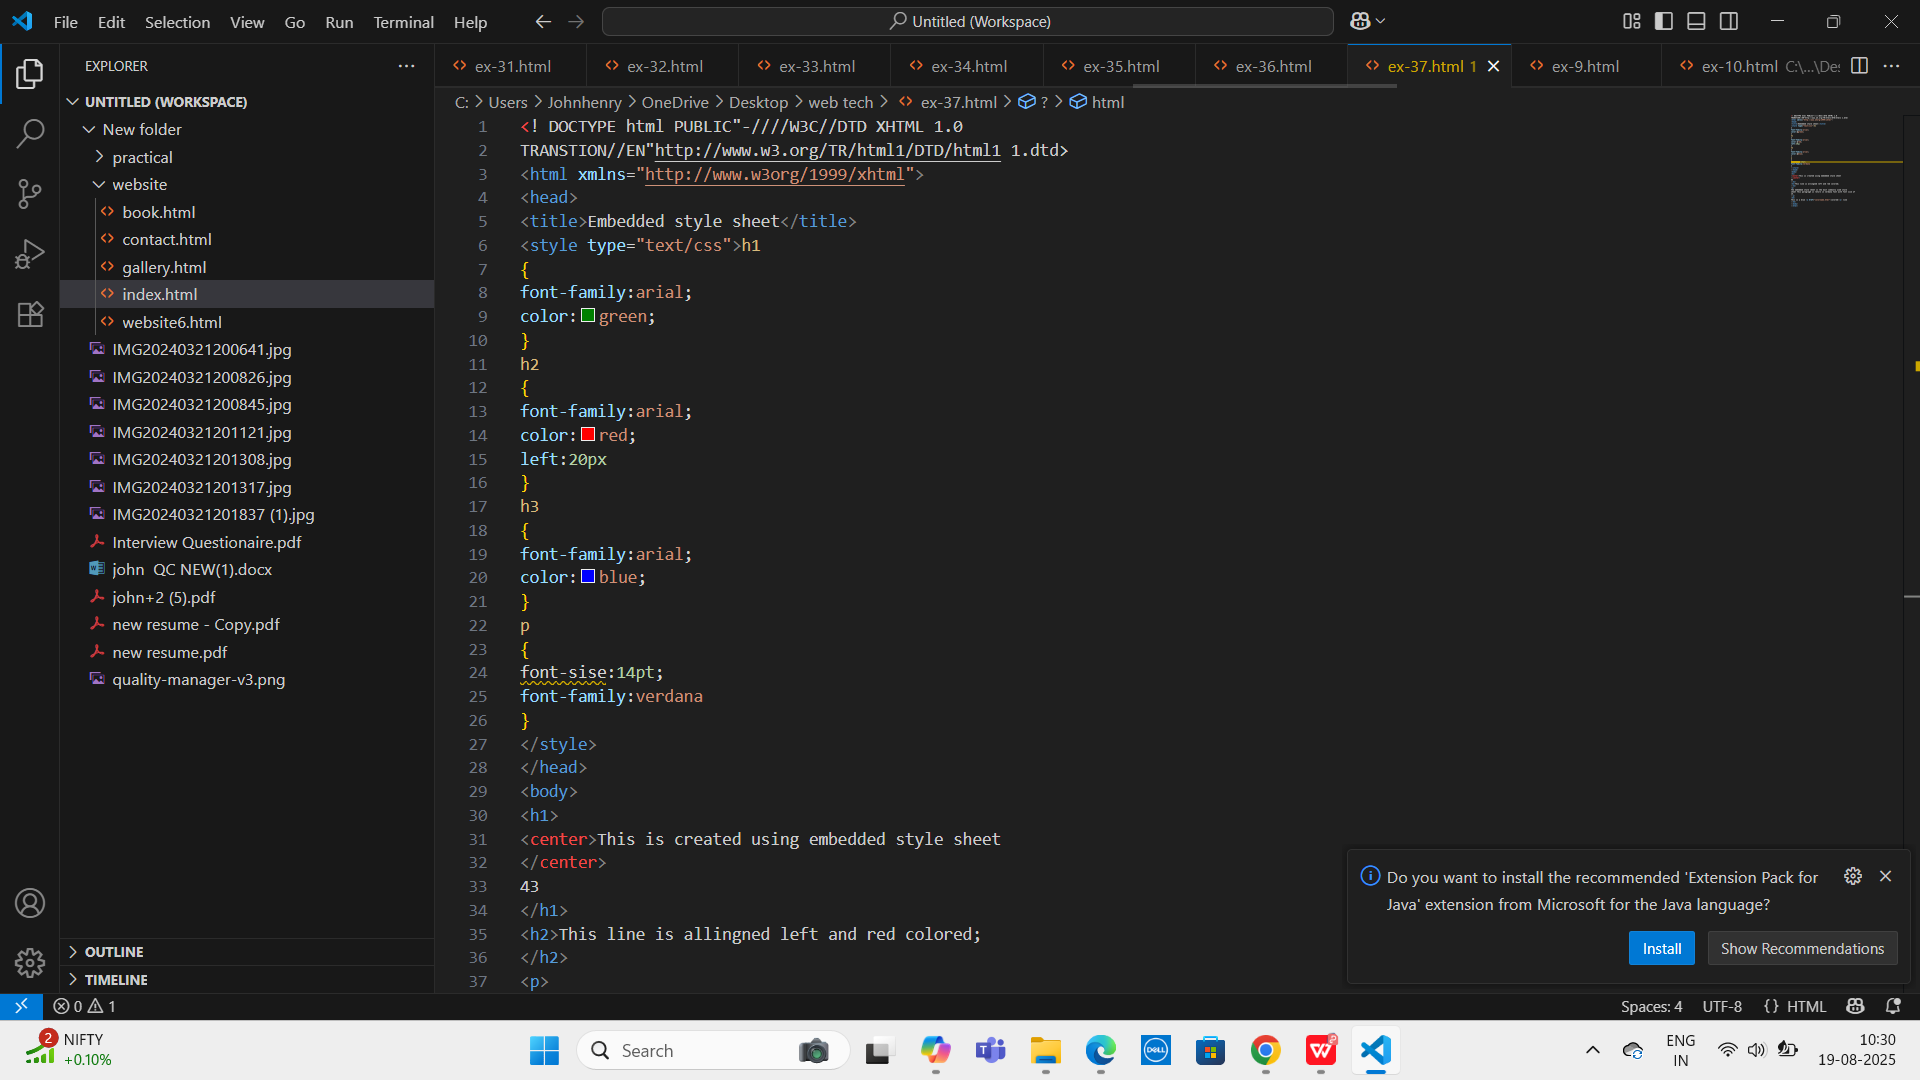 File Edit Selection View Go Run Terminal Help
Untitled (Workspace)
EXPLORER
UNTITLED (WORKSPACE)
New folder
practical
website
book.html
contact.html
gallery.html
index.html
website6.html
IMG20240321200641.jpg
IMG20240321200826.jpg
IMG20240321200845.jpg
IMG20240321201121.jpg
IMG20240321201308.jpg
IMG20240321201317.jpg
IMG20240321201837 (1).jpg
Interview Questionaire.pdf
john QC NEW(1).docx
john+2 (5).pdf
new resume - Copy.pdf
new resume.pdf
quality-manager-v3.png
OUTLINE
TIMELINE
ex-31.html ex-32.html ex-33.html ex-34.html ex-35.html ex-36.html ex-37.html 1 ex-9.html ex-10.html C:\...\De
C: > Users > Johnhenry > OneDrive > Desktop > web tech > ex-37.html > ? > html
1 <! DOCTYPE html PUBLIC"-////W3C//DTD XHTML 1.0
2 TRANSTION//EN"http://www.w3.org/TR/html1/DTD/html1 1.dtd>
3 <html xmlns="http://www.w3org/1999/xhtml">
4 <head>
5 <title>Embedded style sheet</title>
6 <style type="text/css">h1
7 {
8 font-family:arial;
9 color:green;
10 }
11 h2
12 {
13 font-family:arial;
14 color:red;
15 left:20px
16 }
17 h3
18 {
19 font-family:arial;
20 color:blue;
21 }
22 p
23 {
24 font-sise:14pt;
25 font-family:verdana
26 }
27 </style>
28 </head>
29 <body>
30 <h1>
31 <center>This is created using embedded style sheet
32 </center>
33 43
34 </h1>
35 <h2>This line is allingned left and red colored;
36 </h2>
37 <p>
Do you want to install the recommended 'Extension Pack for
Java' extension from Microsoft for the Java language?
Install Show Recommendations
0 1 Spaces: 4 UTF-8 {} HTML
2 NIFTY
+0.10%
Search
DELL
W
ENG
IN
10:30
19-08-2025